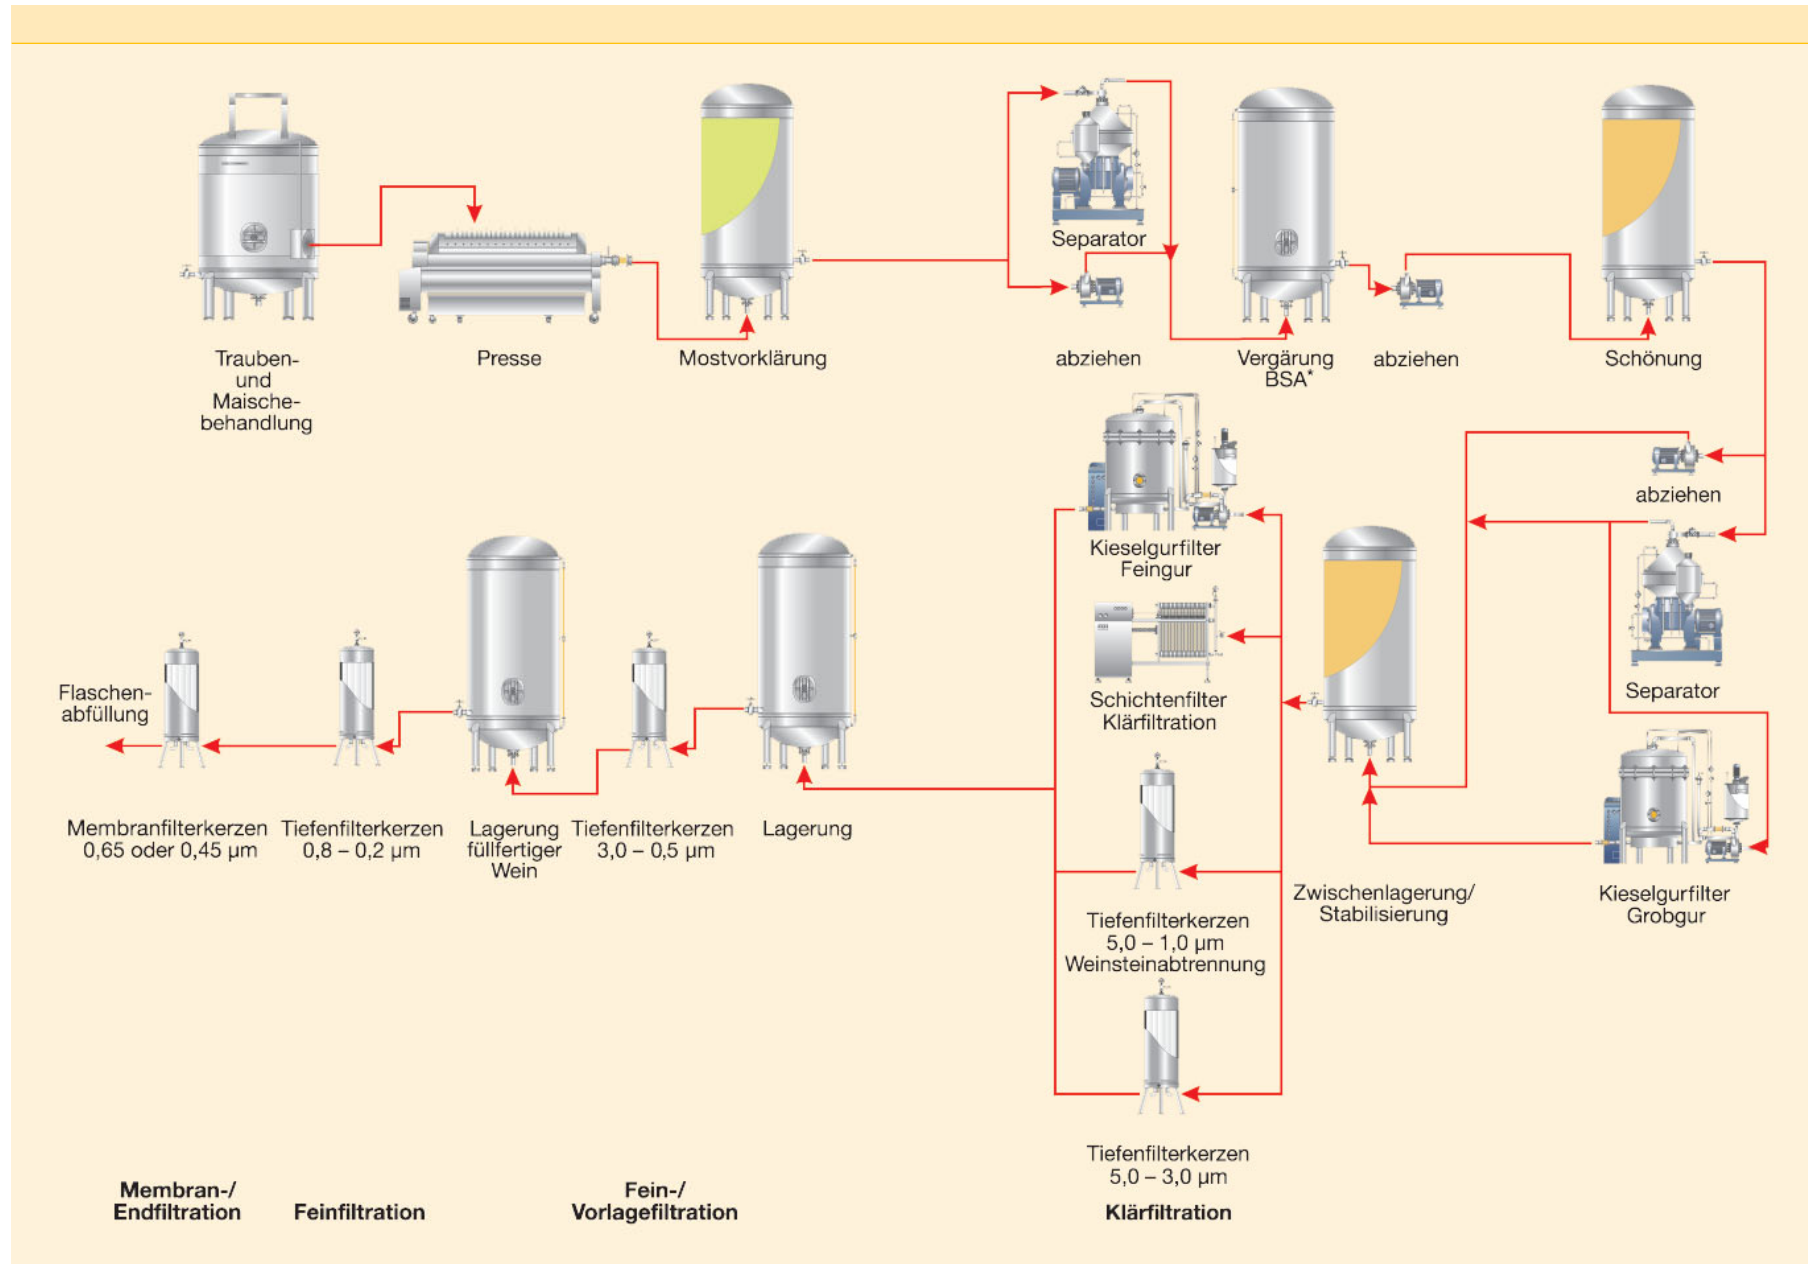 Trauben-
und
Maische-
behandlung
Presse
Mostvorklärung
Separator
abziehen
Vergärung
BSA*
abziehen
Schönung
abziehen
Separator
Kieselgurfilter
Grobgur
Zwischenlagerung/
Stabilisierung
Kieselgurfilter
Feingur
Schichtenfilter
Klärfiltration
Tiefenfilterkerzen
5,0 – 1,0 µm
Weinsteinabtrennung
Tiefenfilterkerzen
5,0 – 3,0 µm
Lagerung
Tiefenfilterkerzen
3,0 – 0,5 µm
Lagerung
füllfertiger
Wein
Tiefenfilterkerzen
0,8 – 0,2 µm
Membranfilterkerzen
0,65 oder 0,45 µm
Flaschen-
abfüllung
Membran-/
Endfiltration
Feinfiltration
Fein-/
Vorlagefiltration
Klärfiltration